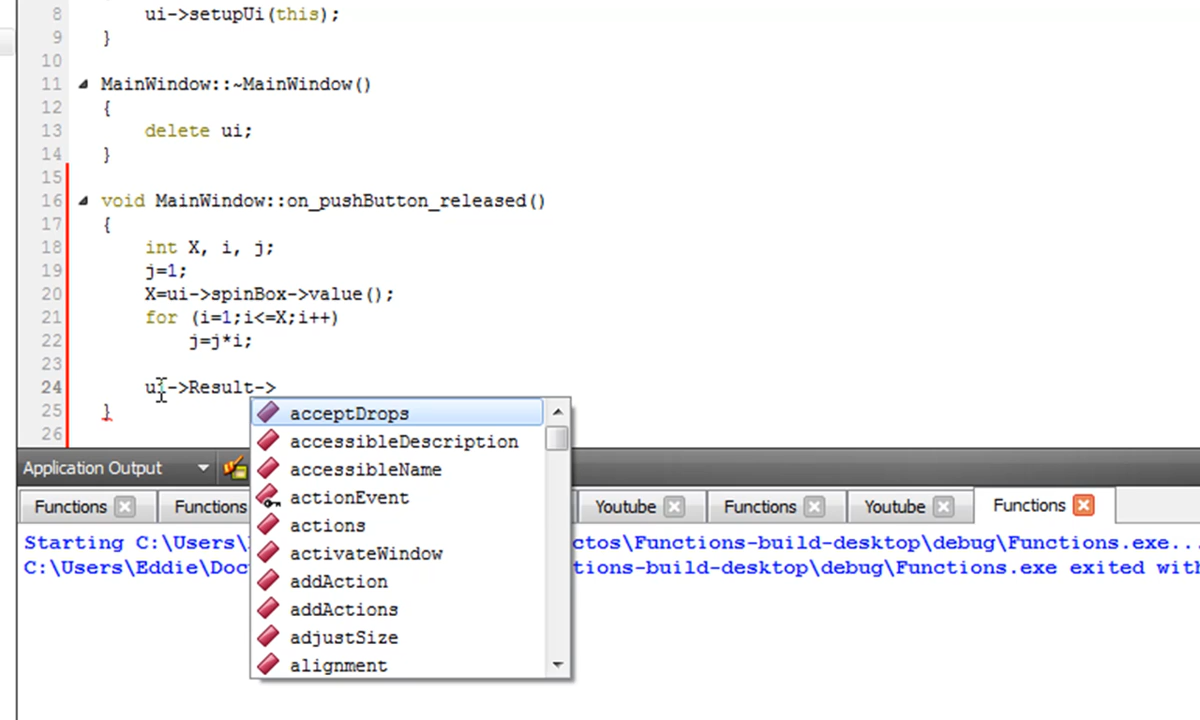 8 ui->setupUi(this);
9 }
10
11 MainWindow::~MainWindow()
12 {
13 delete ui;
14 }
15
16 void MainWindow::on_pushButton_released()
17 {
18 int X, i, j;
19 j=1;
20 X=ui->spinBox->value();
21 for (i=1;i<=X;i++)
22 j=j*i;
23
24 ui->Result->
25 }
26
acceptDrops
accessibleDescription
accessibleName
actionEvent
actions
activateWindow
addAction
addActions
adjustSize
alignment
Application Output
Functions Functions Youtube Functions Youtube Functions
Starting C:\Users\ctos\Functions-build-desktop\debug\Functions.exe...
C:\Users\Eddie\Doc tions-build-desktop\debug\Functions.exe exited with